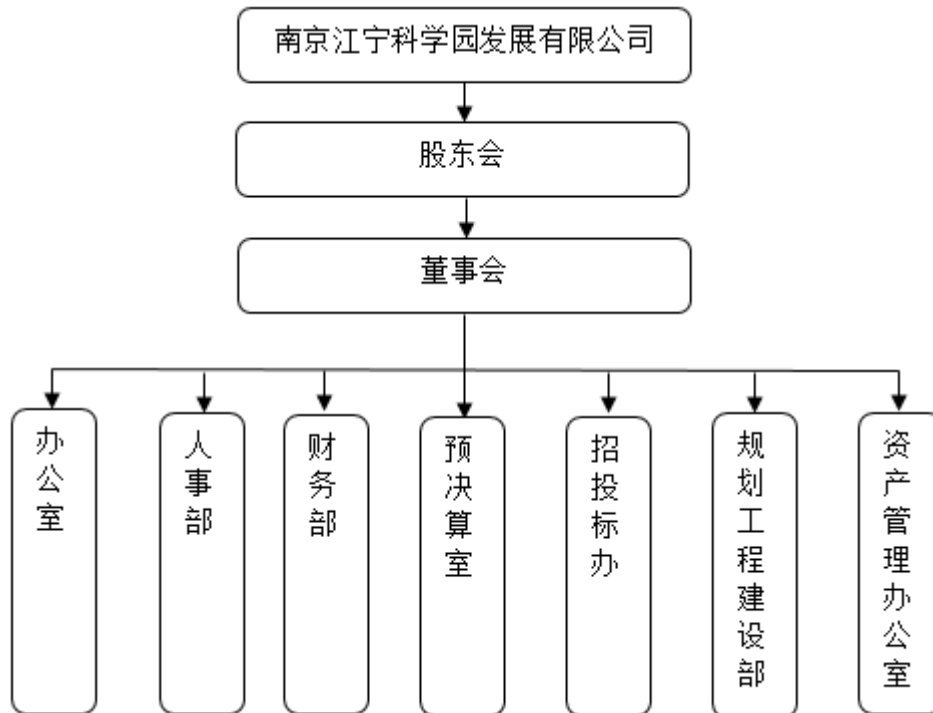 南京江宁科学园发展有限公司
股东会
董事会
办公室
人事部
财务部
预决算室
招投标办
规划工程建设部
资产管理办公室